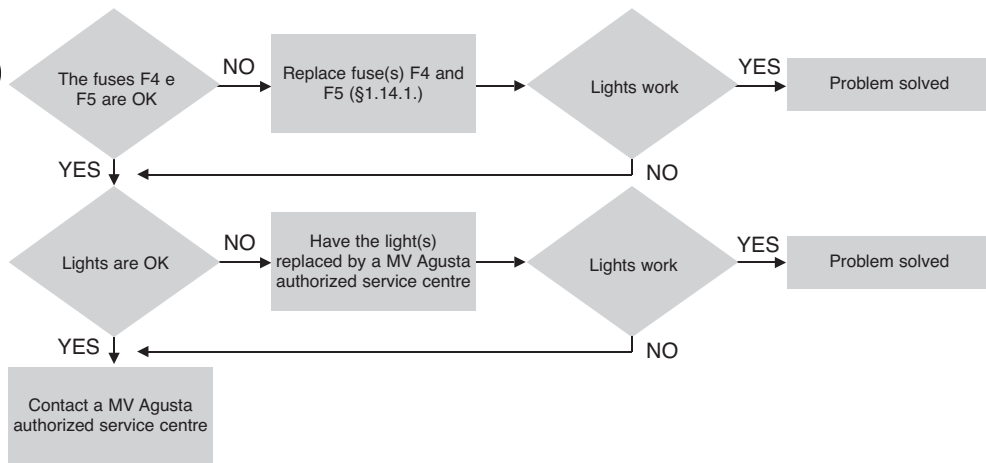 )
The fuses F4 e
F5 are OK
NO
Replace fuse(s) F4 and
F5 (§1.14.1.)
Lights work
YES
Problem solved
YES
NO
Lights are OK
NO
Have the light(s)
replaced by a MV Agusta
authorized service centre
Lights work
YES
Problem solved
YES
NO
Contact a MV Agusta
authorized service centre